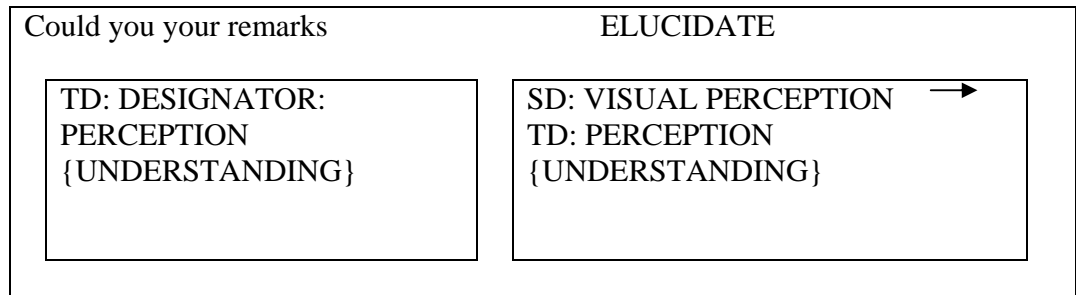 Could you your remarks ELUCIDATE
TD: DESIGNATOR:
PERCEPTION
{UNDERSTANDING}
SD: VISUAL PERCEPTION →
TD: PERCEPTION
{UNDERSTANDING}